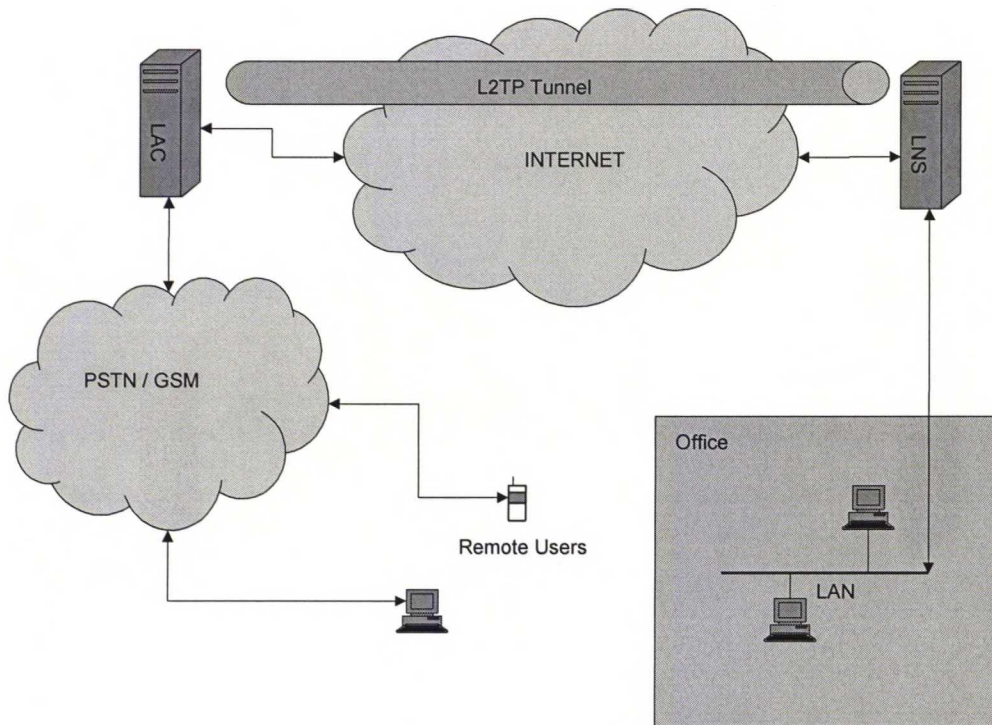 L2TP Tunnel
LAC
INTERNET
LNS
PSTN / GSM
Office
Remote Users
LAN